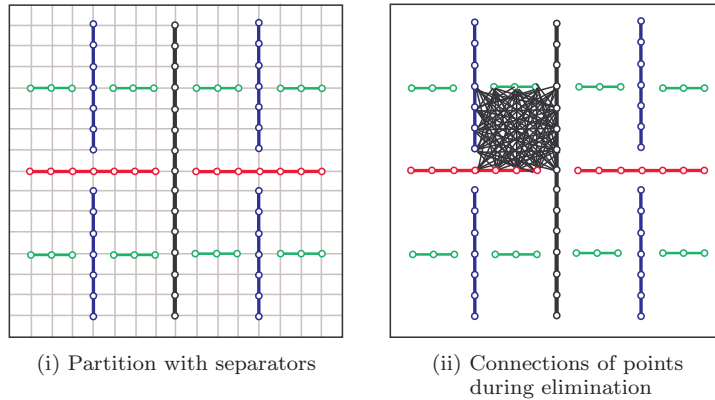 (i) Partition with separators
(ii) Connections of points
during elimination